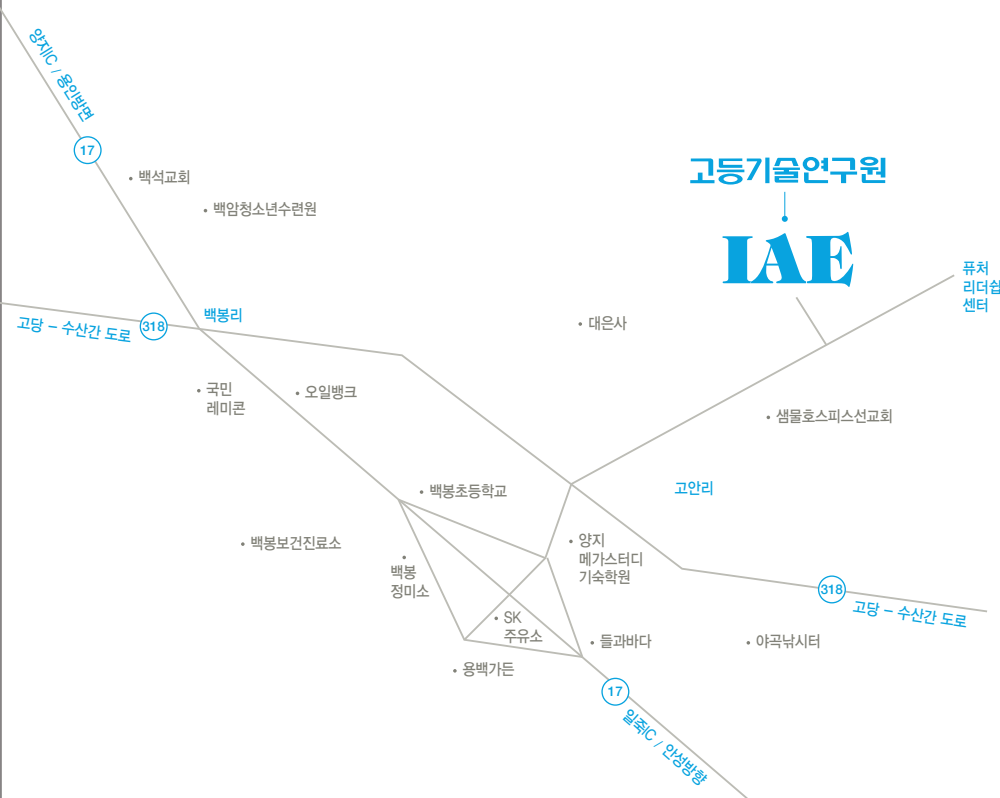 양지IC / 용인방면
17
백석교회
백암청소년수련원
고등기술연구원
IAE
퓨처
리더쉽
센터
백봉리
318
고당 – 수산간 도로
대은사
국민
레미콘
오일뱅크
샘물호스피스선교회
백봉초등학교
고안리
백봉보건진료소
백봉
정미소
양지
메가스터디
기숙학원
318
고당 – 수산간 도로
SK
주유소
들과바다
야곡낚시터
용백가든
17
일죽IC / 안성방향